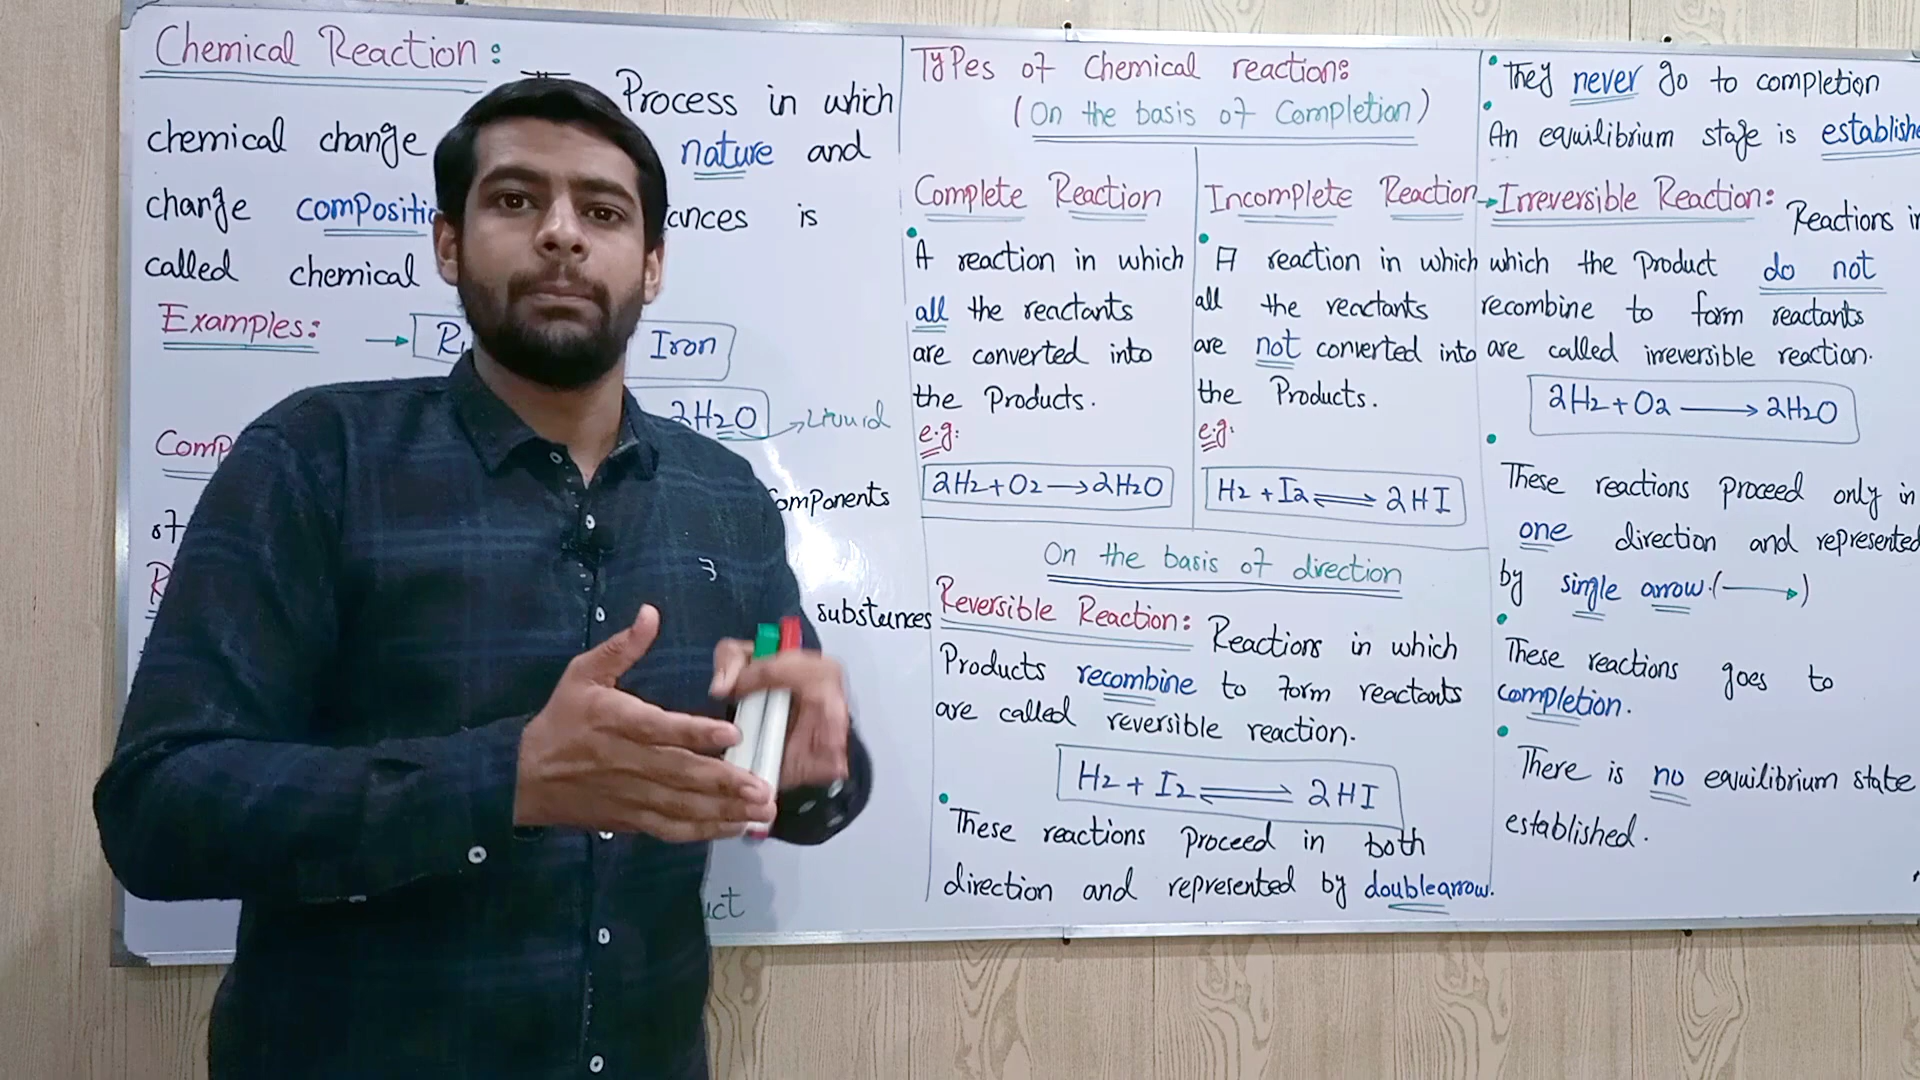 Chemical Reaction:
Process in which
chemical change nature and
change is
called chemical
Examples:
Iron
2H2O → Liquid
components
of
substances
Types of Chemical reaction:
(On the basis of Completion)
Complete Reaction
A reaction in which
all the reactants
are converted into
the Products.
e.g:
2H2 + O2 → 2H2O
Incomplete Reaction
A reaction in which
all the reactants
are not converted into
the Products.
e.g:
H2 + I2 ⇌ 2HI
On the basis of direction
Reversible Reaction: Reactions in which
Products recombine to form reactants
are called reversible reaction.
H2 + I2 ⇌ 2HI
These reactions proceed in both
direction and represented by double arrow.
They never go to completion
An equilibrium stage is establishe
→ Irreversible Reaction: Reactions in
which the Product do not
recombine to form reactants
are called irreversible reaction.
2H2 + O2 → 2H2O
These reactions proceed only in
one direction and represented
by single arrow.(→)
These reactions goes to
completion.
There is no equilibrium state
established.